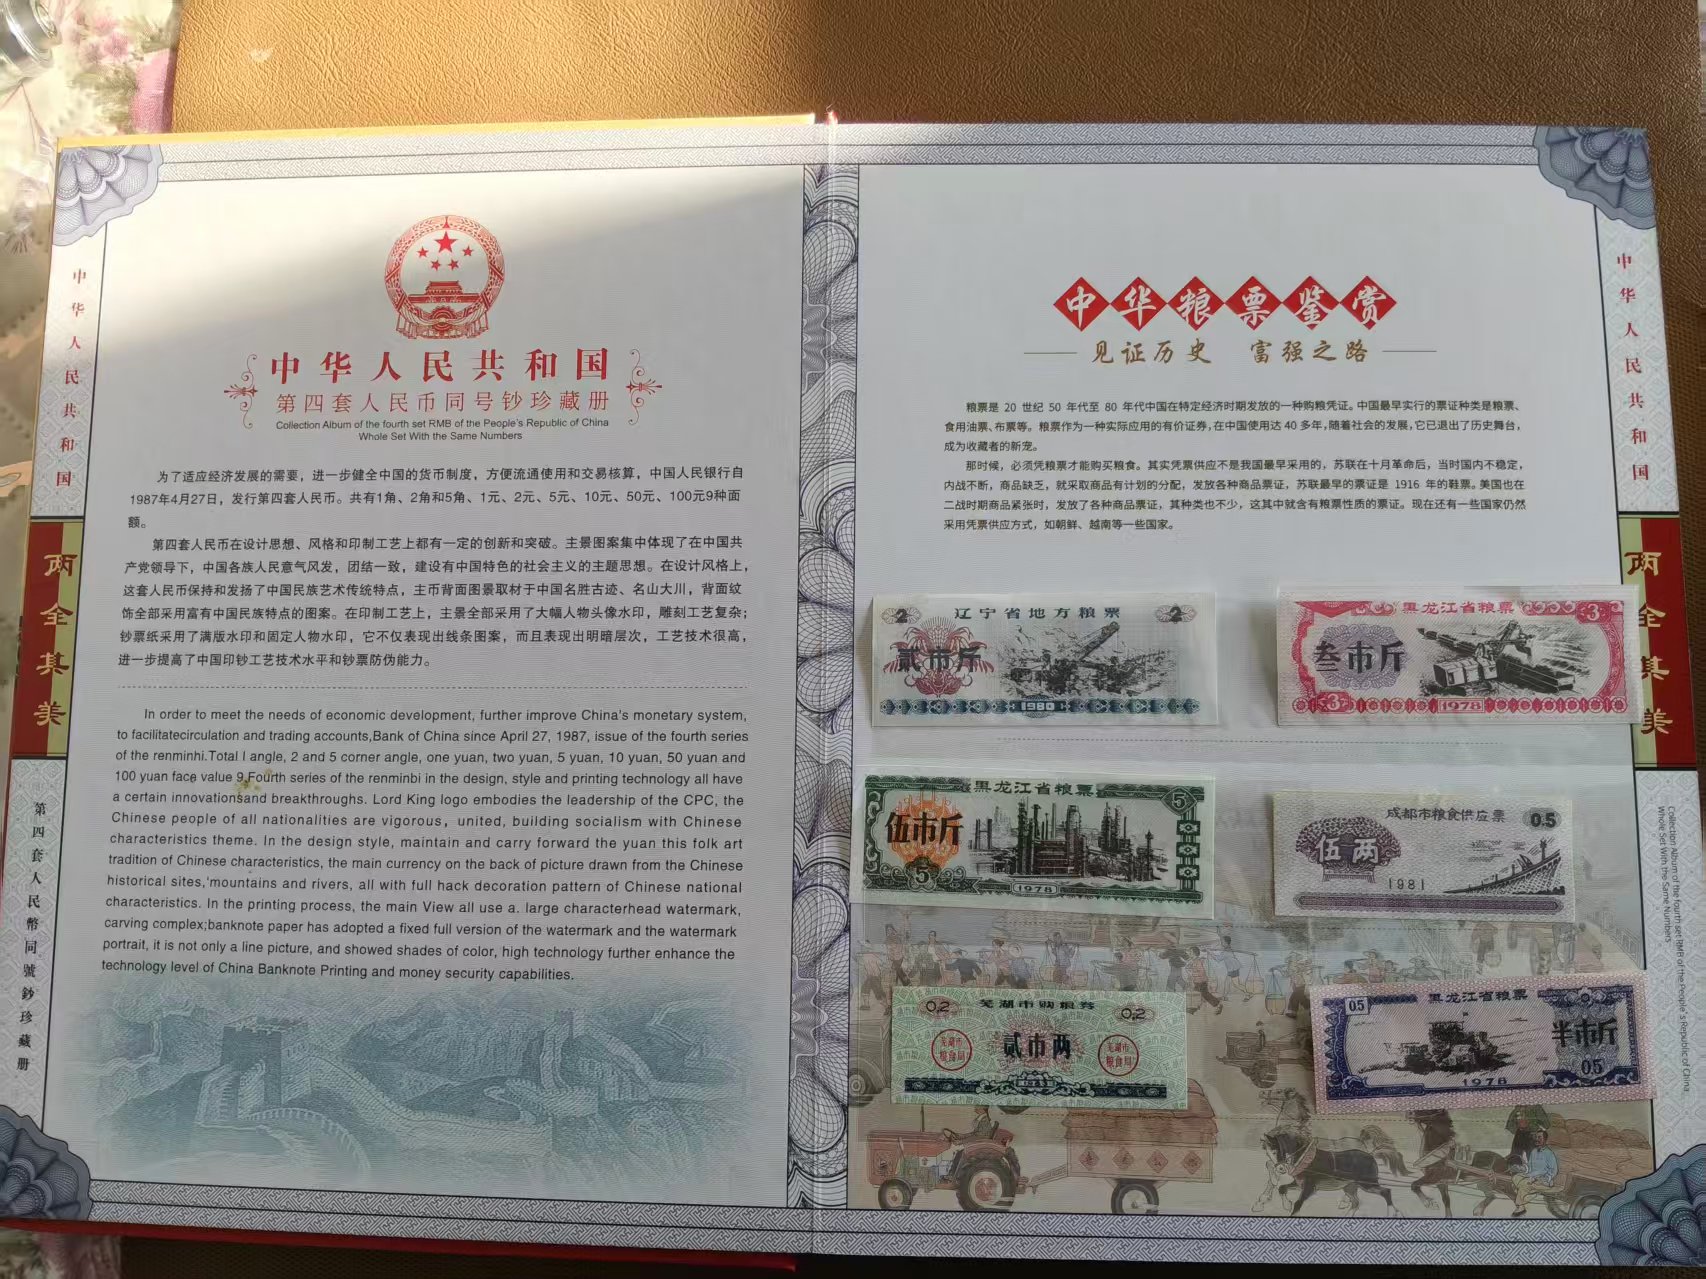 中华人民共和国
第四套人民币同号钞珍藏册
Collection Album of the fourth set RMB of the People's Republic of China
Whole Set With the Same Numbers
为了适应经济发展的需要，进一步健全中国的货币制度，方便流通使用和交易核算，中国人民银行自
1987年4月27日，发行第四套人民币。共有1角、2角和5角、1元、2元、5元、10元、50元、100元9种面
额。
第四套人民币在设计思想、风格和印制工艺上都有一定的创新和突破。主景图案集中体现了在中国共
产党领导下，中国各族人民意气风发，团结一致，建设有中国特色的社会主义的主题思想。在设计风格上，
这套人民币保持和发扬了中国民族艺术传统特点，主币背面图景取材于中国名胜古迹、名山大川，背面纹
饰全部采用富有中国民族特点的图案。在印制工艺上，主景全部采用了大幅人物头像水印，雕刻工艺复杂；
钞票纸采用了满版水印和固定人物水印，它不仅表现出线条图案，而且表现出明暗层次，工艺技术很高，
进一步提高了中国印钞工艺技术水平和钞票防伪能力。
In order to meet the needs of economic development, further improve China's monetary system,
to facilitatecirculation and trading accounts,Bank of China since April 27, 1987, issue of the fourth series
of the renminhi.Total I angle, 2 and 5 corner angle, one yuan, two yuan, 5 yuan, 10 yuan, 50 yuan and
100 yuan face value 9.Fourth series of the renminbi in the design, style and printing technology all have
a certain innovationsand breakthroughs. Lord King logo embodies the leadership of the CPC, the
Chinese people of all nationalities are vigorous, united, building socialism with Chinese
characteristics theme. In the design style, maintain and carry forward the yuan this folk art
tradition of Chinese characteristics, the main currency on the back of picture drawn from the Chinese
historical sites,'mountains and rivers, all with full hack decoration pattern of Chinese national
characteristics. In the printing process, the main View all use a. large characterhead watermark,
carving complex;banknote paper has adopted a fixed full version of the watermark and the watermark
portrait, it is not only a line picture, and showed shades of color, high technology further enhance the
technology level of China Banknote Printing and money security capabilities.
中华人民共和国
两全其美
第四套人民幣同號鈔珍藏册
中华粮票鉴赏
见证历史 富强之路
粮票是 20 世纪 50 年代至 80 年代中国在特定经济时期发放的一种购粮凭证。中国最早实行的票证种类是粮票、
食用油票、布票等。粮票作为一种实际应用的有价证券，在中国使用达 40 多年，随着社会的发展，它已退出了历史舞台，
成为收藏者的新宠。
那时候，必须凭粮票才能购买粮食。其实凭票供应不是我国最早采用的，苏联在十月革命后，当时国内不稳定，
内战不断，商品缺乏，就采取商品有计划的分配，发放各种商品票证，苏联最早的票证是 1916 年的鞋票。美国也在
二战时期商品紧张时，发放了各种商品票证，其种类也不少，这其中就含有粮票性质的票证。现在还有一些国家仍然
采用凭票供应方式，如朝鲜、越南等一些国家。
2 辽宁省地方粮票 2
贰市斤
1980
黑龙江省粮票 3
叁市斤
3 1978
黑龙江省粮票 5
伍市斤
5 1978
成都市粮食供应票 0.5
伍两
1981
0.2 芜湖市购粮券 0.2
芜湖市粮食局 贰市两 芜湖市粮食局
05 黑龙江省粮票
半市斤
05
1978
中华人民共和国
两全其美
Collection Album of the fourth set RMB of the People's Republic of China
Whole Set With the Same Numbers